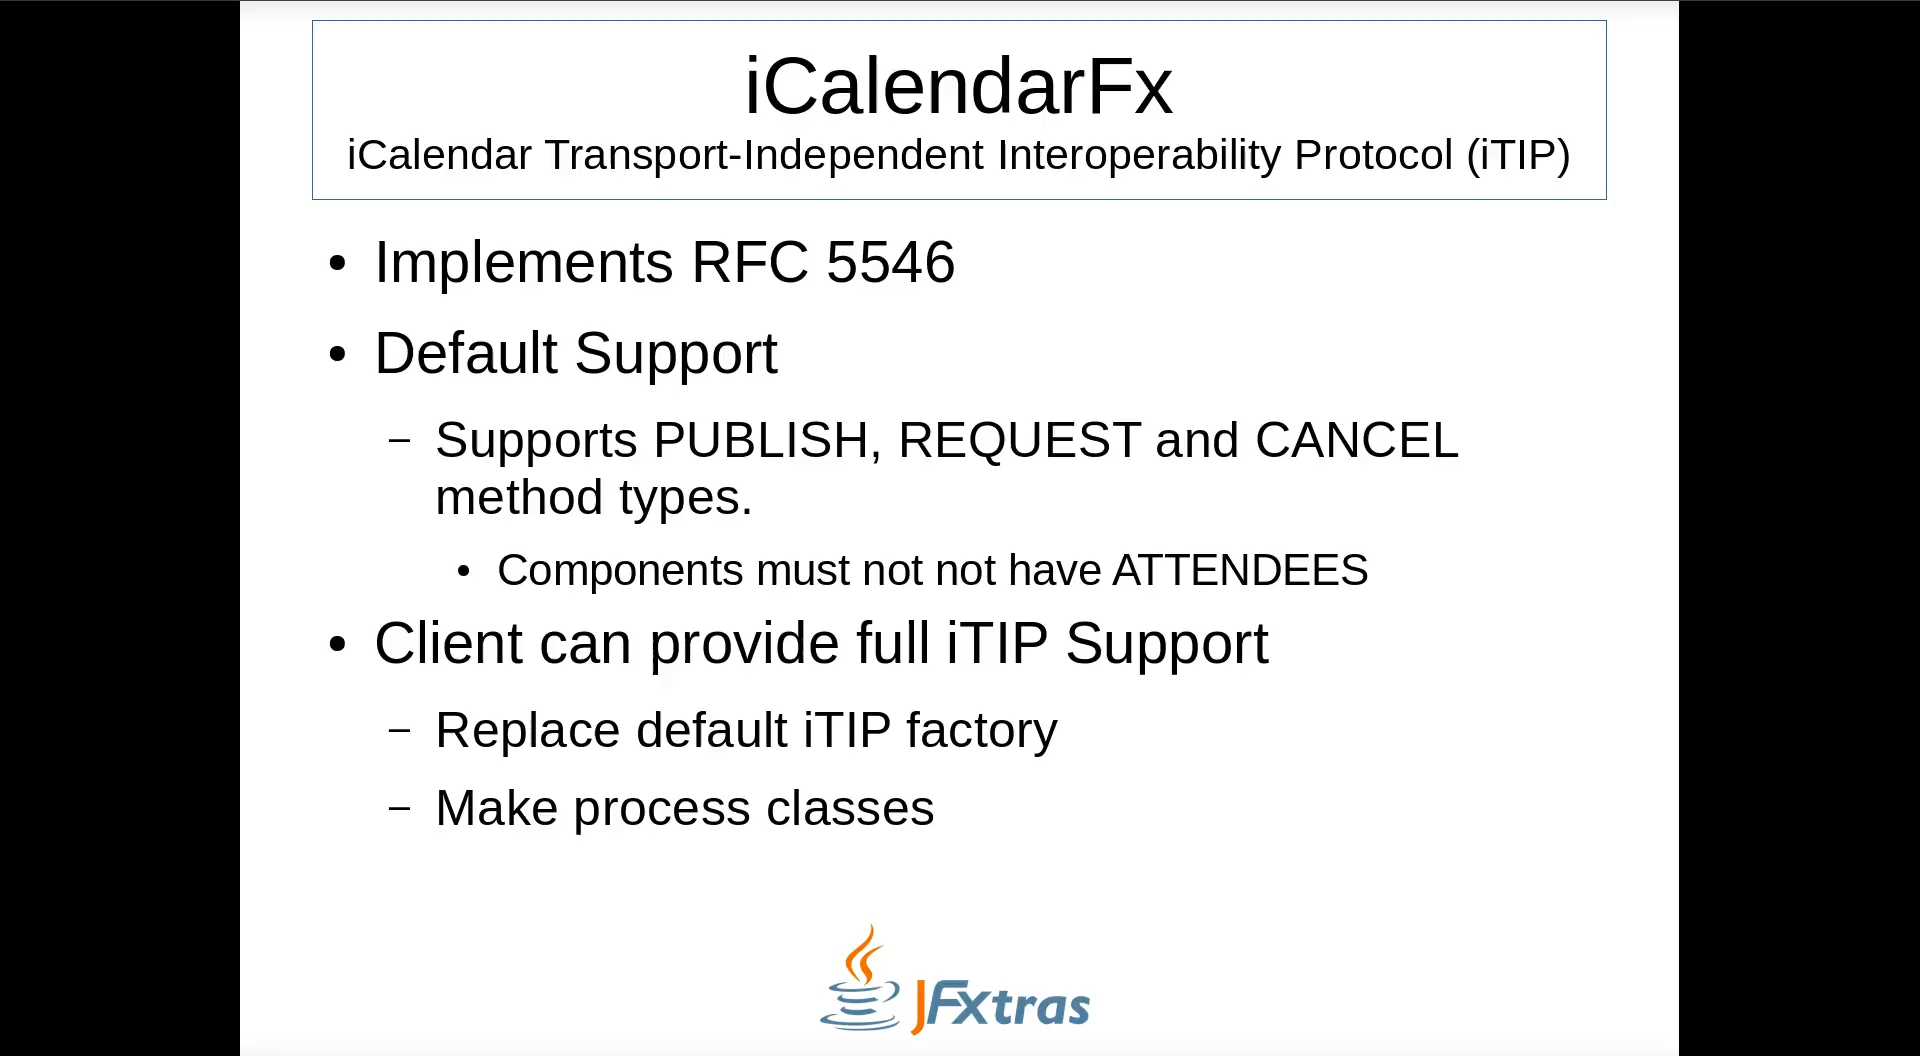 iCalendarFx
iCalendar Transport-Independent Interoperability Protocol (iTIP)
• Implements RFC 5546
• Default Support
– Supports PUBLISH, REQUEST and CANCEL
method types.
• Components must not not have ATTENDEES
• Client can provide full iTIP Support
– Replace default iTIP factory
– Make process classes
JFXtras